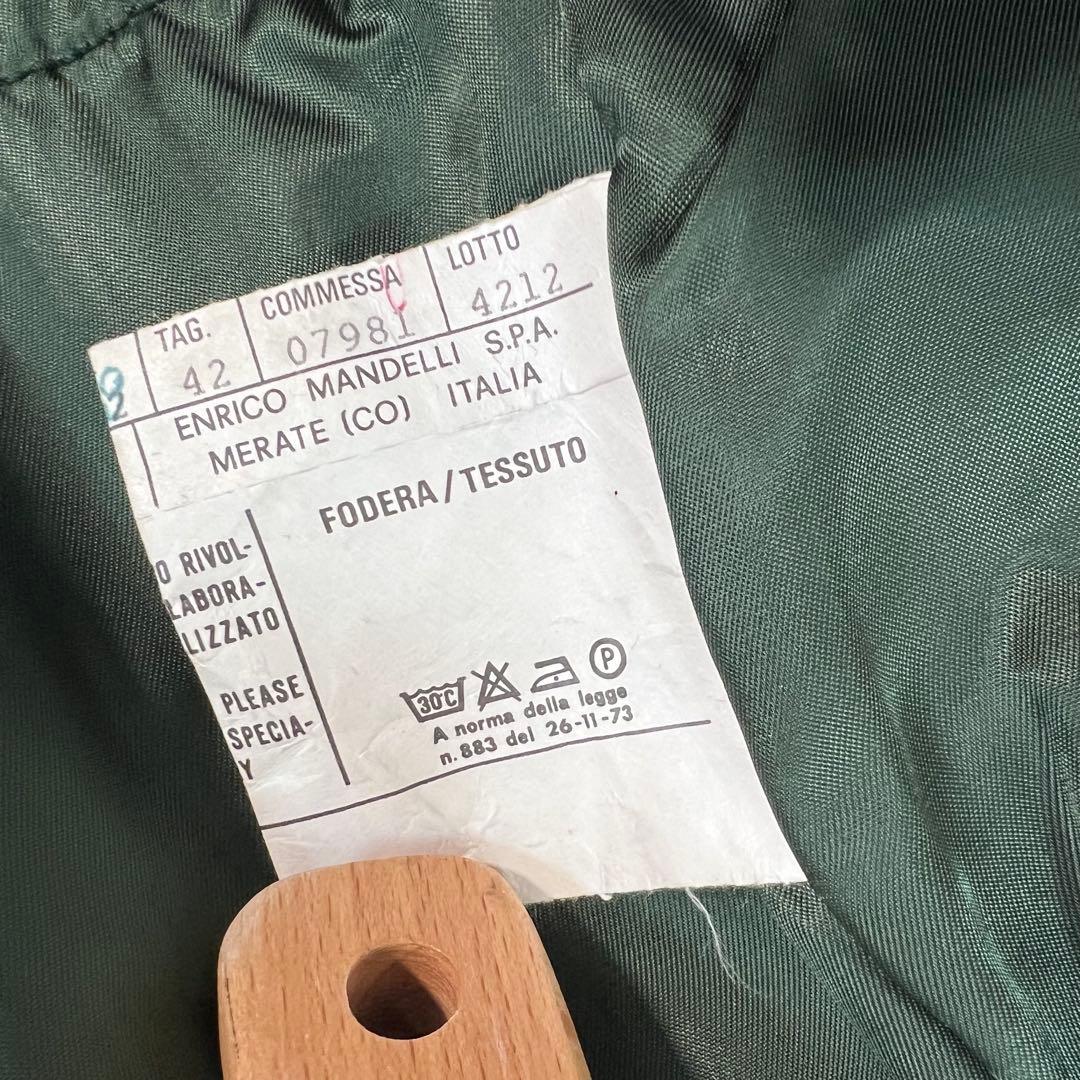 TAG. COMMESSA LOTTO
42 07981 4212
ENRICO MANDELLI S.P.A.
MERATE (CO) ITALIA
FODERA/TESSUTO
O RIVOL-
LABORA-
LIZZATO
PLEASE
SPECIA-
Y
30°C P
A norma della legge
n.883 del 26-11-73